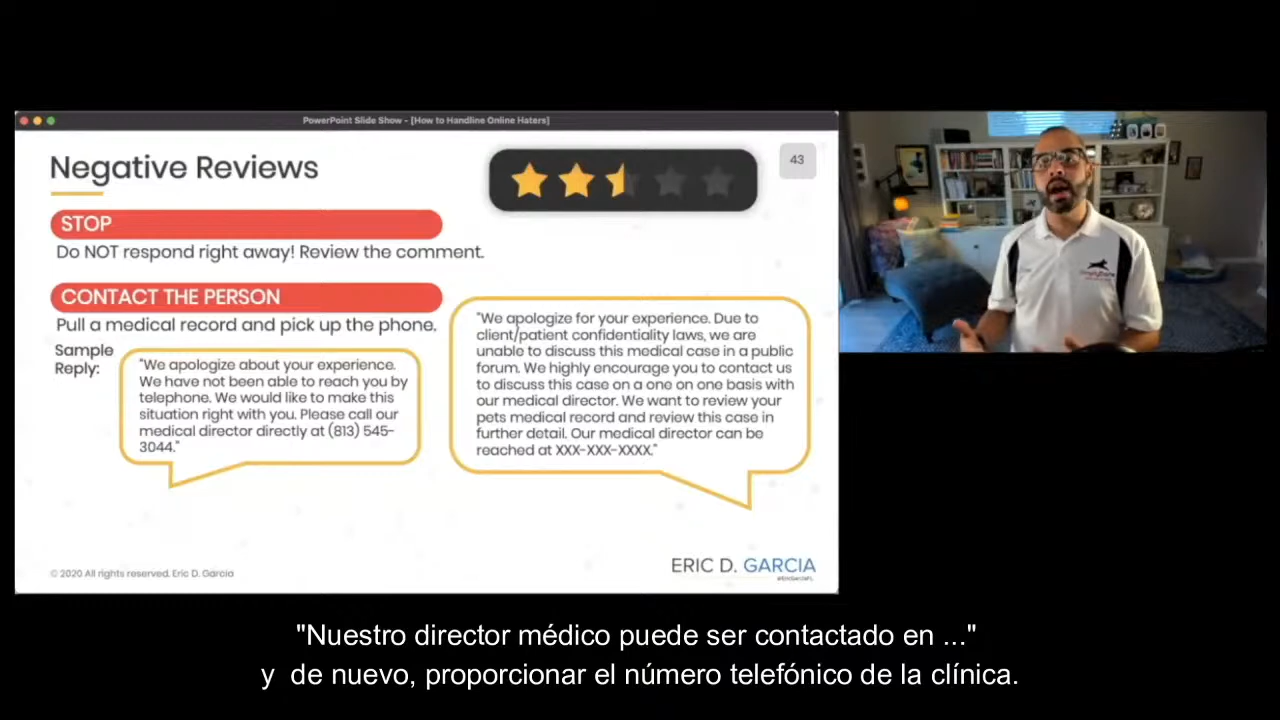 PowerPoint Slide Show - [How to Handline Online Haters]
Negative Reviews
43
STOP
Do NOT respond right away! Review the comment.
CONTACT THE PERSON
Pull a medical record and pick up the phone.
Sample
Reply:
"We apologize about your experience.
We have not been able to reach you by
telephone. We would like to make this
situation right with you. Please call our
medical director directly at (813) 545-
3044."
"We apologize for your experience. Due to
client/patient confidentiality laws, we are
unable to discuss this medical case in a public
forum. We highly encourage you to contact us
to discuss this case on a one on one basis with
our medical director. We want to review your
pets medical record and review this case in
further detail. Our medical director can be
reached at XXX-XXX-XXXX."
© 2020 All rights reserved. Eric D. Garcia
ERIC D. GARCIA
@EricGarciaFL
"Nuestro director médico puede ser contactado en ..."
y de nuevo, proporcionar el número telefónico de la clínica.